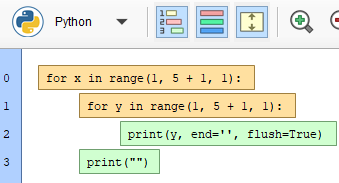 Python
0 for x in range(1, 5 + 1, 1):
1 for y in range(1, 5 + 1, 1):
2 print(y, end='', flush=True)
3 print("")